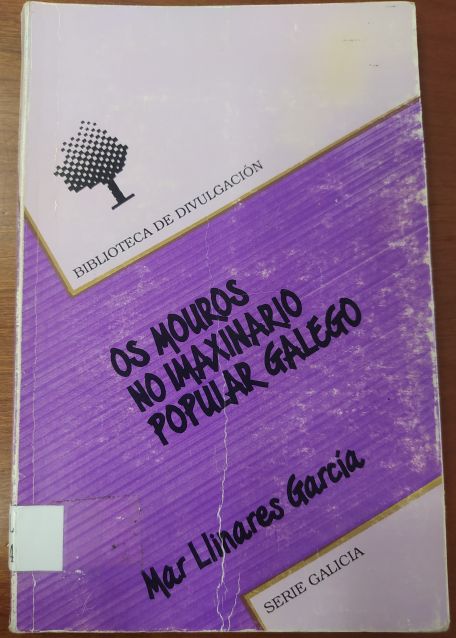 BIBLIOTECA DE DIVULGACIÓN
OS MOUROS
NO IMAXINARIO
POPULAR GALEGO
Mar Llinares García
SERIE GALICIA